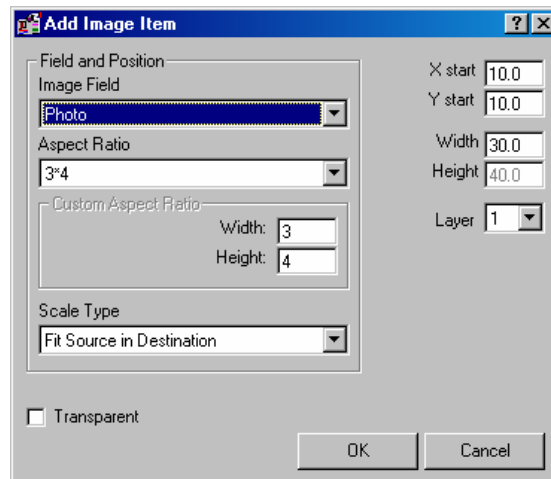 Add Image Item
Field and Position
Image Field
Photo
Aspect Ratio
3*4
Custom Aspect Ratio
Width: 3
Height: 4
Scale Type
Fit Source in Destination
Transparent
X start 10.0
Y start 10.0
Width 30.0
Height 40.0
Layer 1
OK Cancel